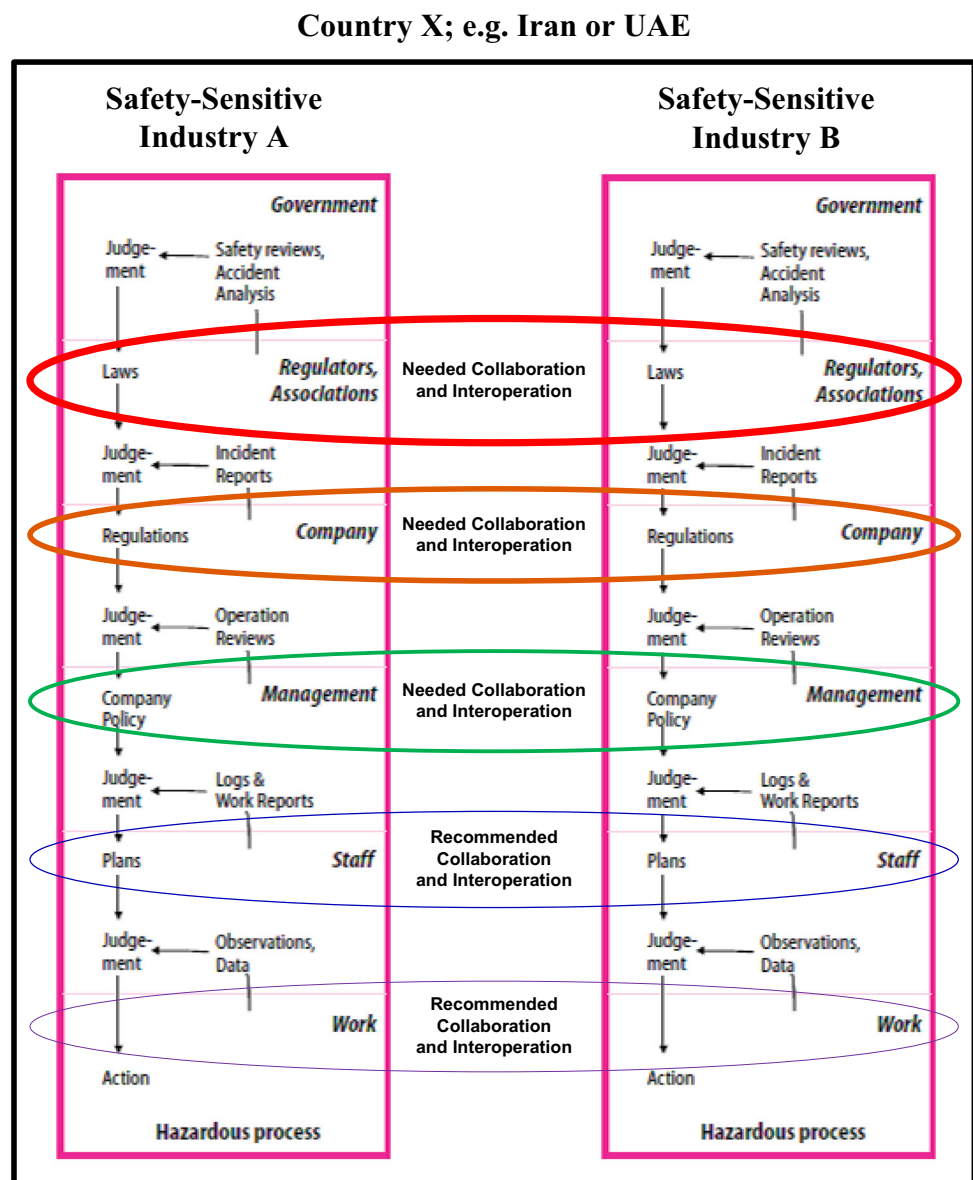 Country X; e.g. Iran or UAE
Safety-Sensitive
Industry A
Government
Judge-
ment
Safety reviews,
Accident
Analysis
Laws
Regulators,
Associations
Judge-
ment
Incident
Reports
Regulations
Company
Judge-
ment
Operation
Reviews
Company
Policy
Management
Judge-
ment
Logs &
Work Reports
Plans
Staff
Judge-
ment
Observations,
Data
Work
Action
Hazardous process
Needed Collaboration
and Interoperation
Needed Collaboration
and Interoperation
Needed Collaboration
and Interoperation
Recommended
Collaboration
and Interoperation
Recommended
Collaboration
and Interoperation
Safety-Sensitive
Industry B
Government
Judge-
ment
Safety reviews,
Accident
Analysis
Laws
Regulators,
Associations
Judge-
ment
Incident
Reports
Regulations
Company
Judge-
ment
Operation
Reviews
Company
Policy
Management
Judge-
ment
Logs &
Work Reports
Plans
Staff
Judge-
ment
Observations,
Data
Work
Action
Hazardous process